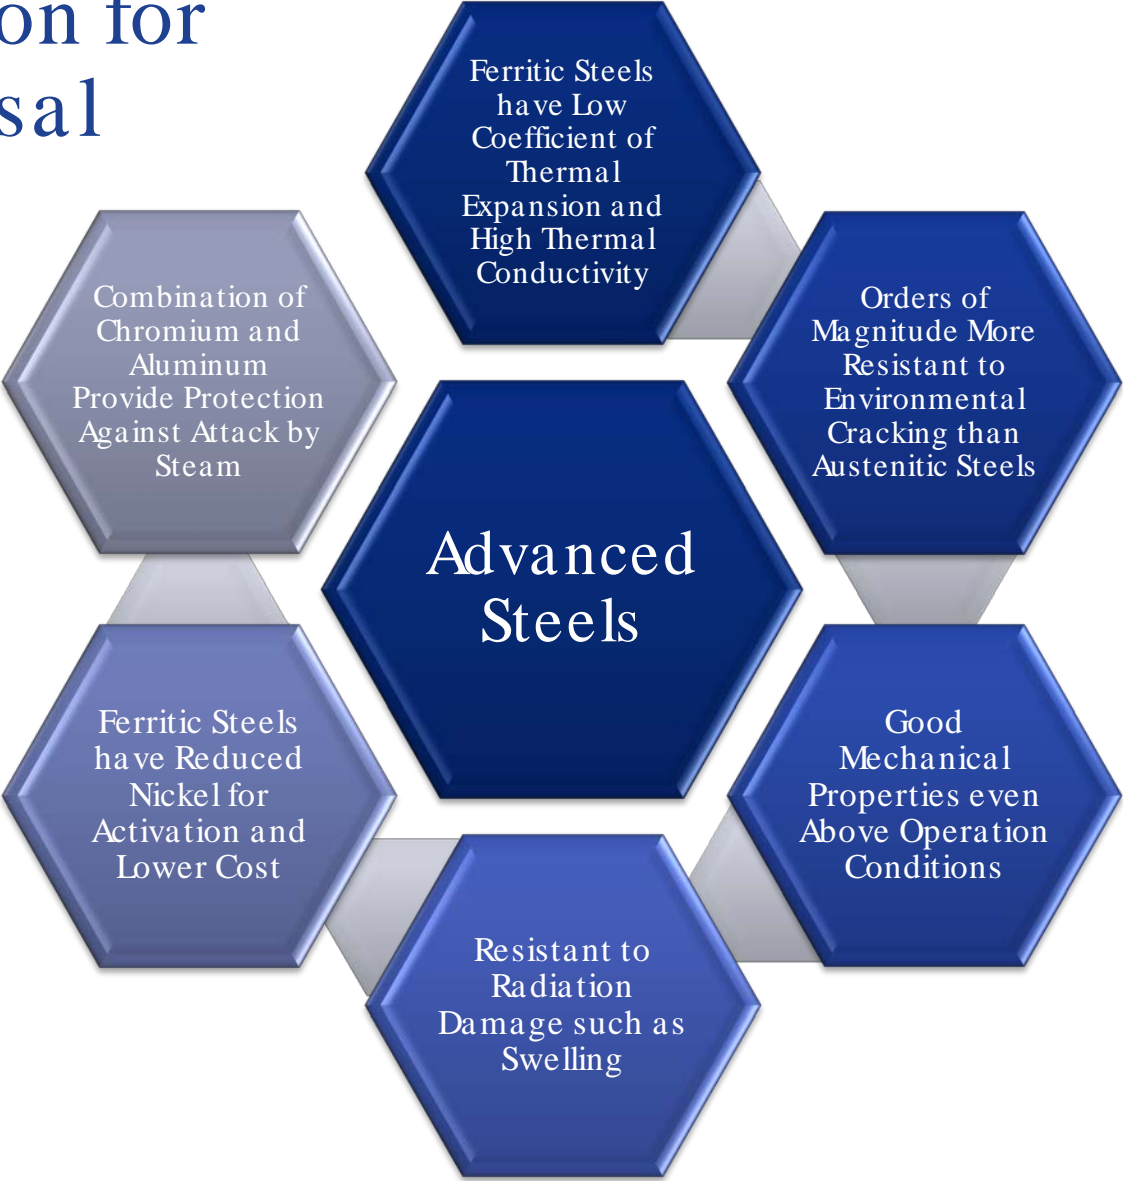 on for
sal
Ferritic Steels
have Low
Coefficient of
Thermal
Expansion and
High Thermal
Conductivity
Orders of
Magnitude More
Resistant to
Environmental
Cracking than
Austenitic Steels
Good
Mechanical
Properties even
Above Operation
Conditions
Resistant to
Radiation
Damage such as
Swelling
Ferritic Steels
have Reduced
Nickel for
Activation and
Lower Cost
Combination of
Chromium and
Aluminum
Provide Protection
Against Attack by
Steam
Advanced
Steels